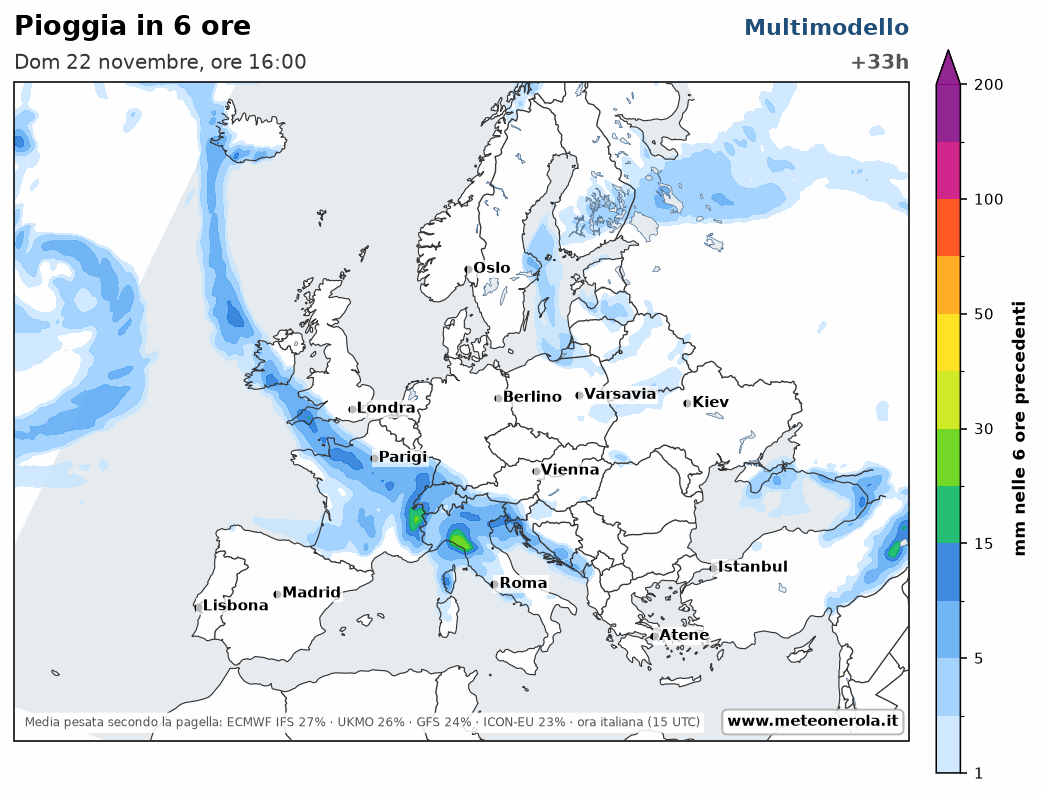 Pioggia in 6 ore
Multimodello
Dom 22 novembre, ore 16:00
+33h
200
100
50
30
15
5
1
mm nelle 6 ore precedenti
Oslo
Londra
Berlino
Varsavia
Kiev
Parigi
Vienna
Istanbul
Roma
Madrid
Lisbona
Atene
Media pesata secondo la pagella: ECMWF IFS 27% · UKMO 26% · GFS 24% · ICON-EU 23% · ora italiana (15 UTC)
www.meteonerola.it